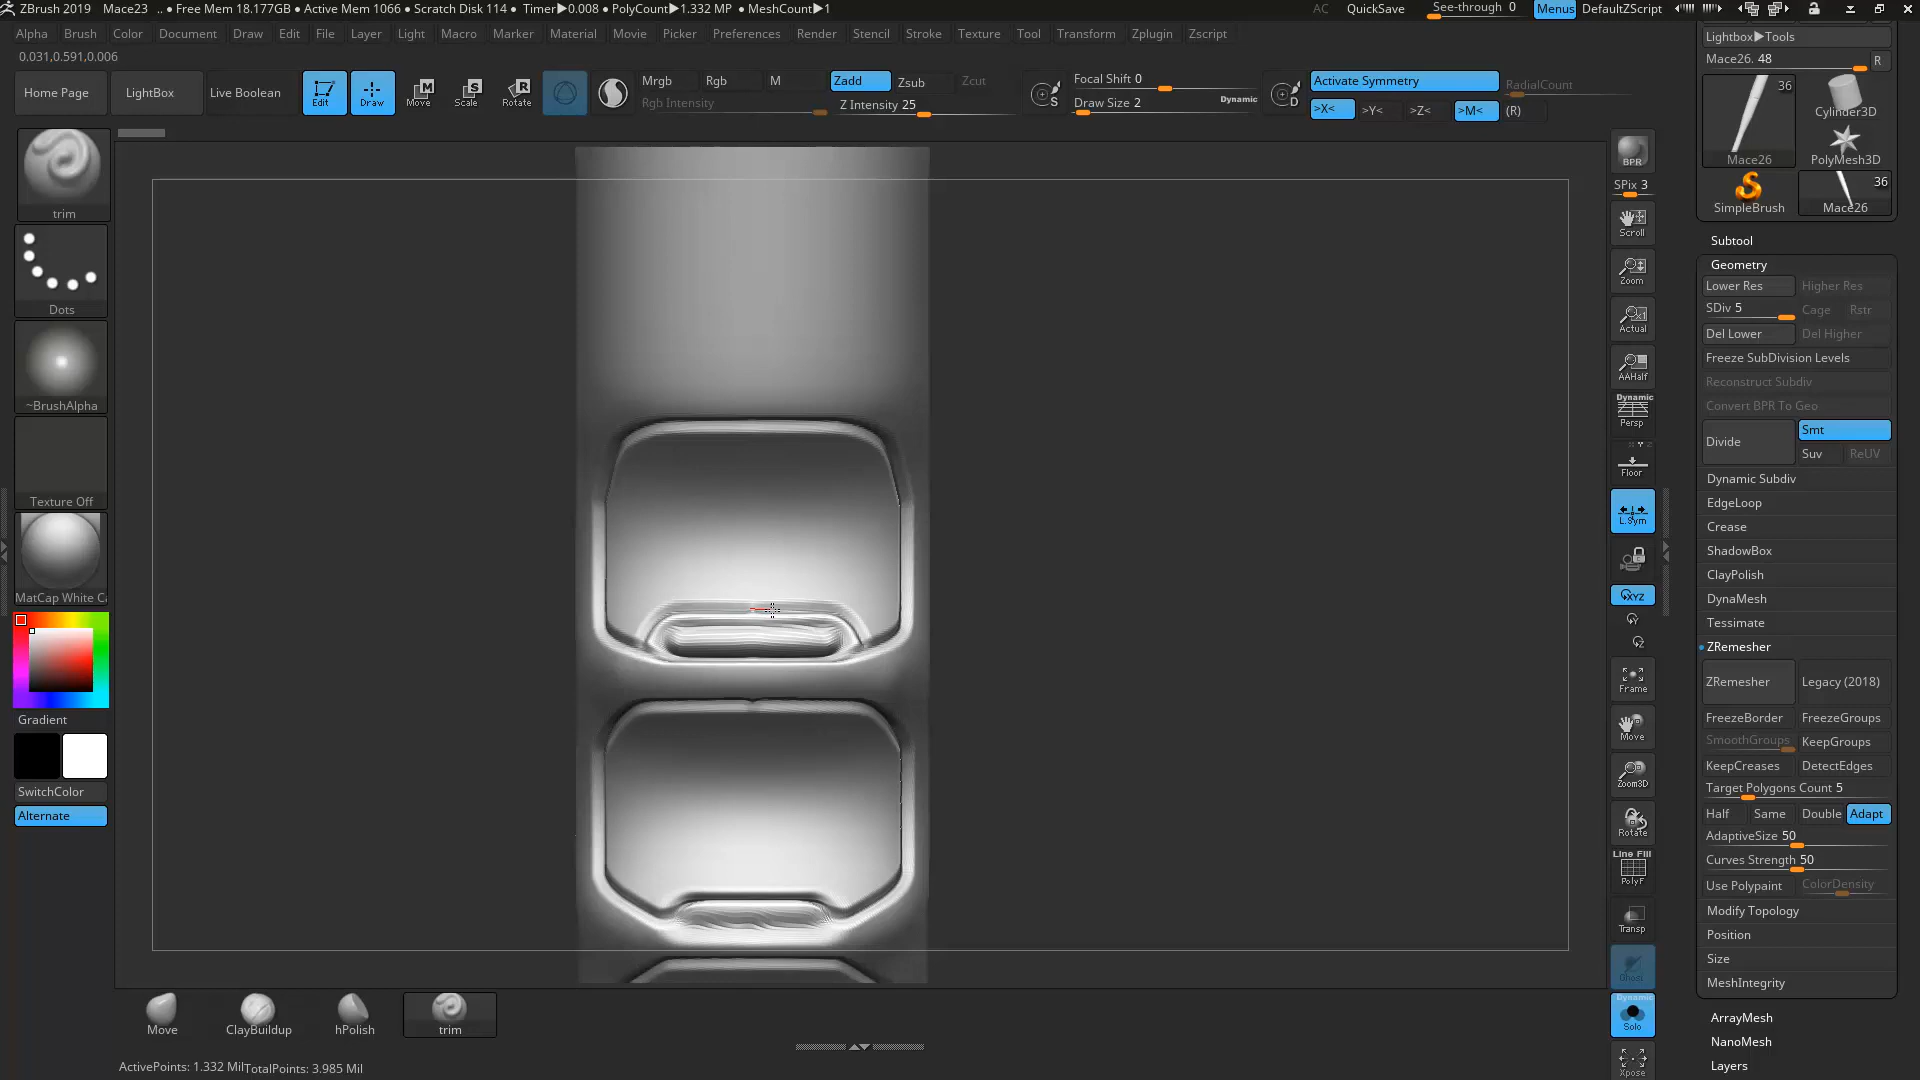 ZBrush 2019 Mace23 .. • Free Mem 18.177GB • Active Mem 1066 • Scratch Disk 114 • Timer▶0.008 • PolyCount▶1.332 MP • MeshCount▶1 AC QuickSave See-through 0 Menus DefaultZScript
Alpha Brush Color Document Draw Edit File Layer Light Macro Marker Material Movie Picker Preferences Render Stencil Stroke Texture Tool Transform Zplugin Zscript
0.031,0.591,0.006
Home Page LightBox Live Boolean Edit Draw Move Scale Rotate
Mrgb Rgb M Zadd Zsub Zcut
Rgb Intensity Z Intensity 25
Focal Shift 0
Draw Size 2 Dynamic
S
D
Activate Symmetry RadialCount
>X< >Y< >Z< >M< (R)
trim
Dots
~BrushAlpha
Texture Off
MatCap White Ca
Gradient
SwitchColor
Alternate
Move ClayBuildup hPolish trim
ActivePoints: 1.332 Mil TotalPoints: 3.985 Mil
BPR
SPix 3
Scroll
Zoom
Actual
AAHalf
Dynamic
Persp
Floor
L.Sym
XYZ
Frame
Move
Zoom3D
Rotate
Line Fill
PolyF
Transp
Ghost
Dynamic
Solo
Xpose
Lightbox▶Tools
Mace26. 48 R
36
Mace26
Cylinder3D
PolyMesh3D
SimpleBrush
36
Mace26
Subtool
Geometry
Lower Res Higher Res
SDiv 5 Cage Rstr
Del Lower Del Higher
Freeze SubDivision Levels
Reconstruct Subdiv
Convert BPR To Geo
Divide Smt
Suv ReUV
Dynamic Subdiv
EdgeLoop
Crease
ShadowBox
ClayPolish
DynaMesh
Tessimate
ZRemesher
ZRemesher Legacy (2018)
FreezeBorder FreezeGroups
SmoothGroups KeepGroups
KeepCreases DetectEdges
Target Polygons Count 5
Half Same Double Adapt
AdaptiveSize 50
Curves Strength 50
Use Polypaint ColorDensity
Modify Topology
Position
Size
MeshIntegrity
ArrayMesh
NanoMesh
Layers